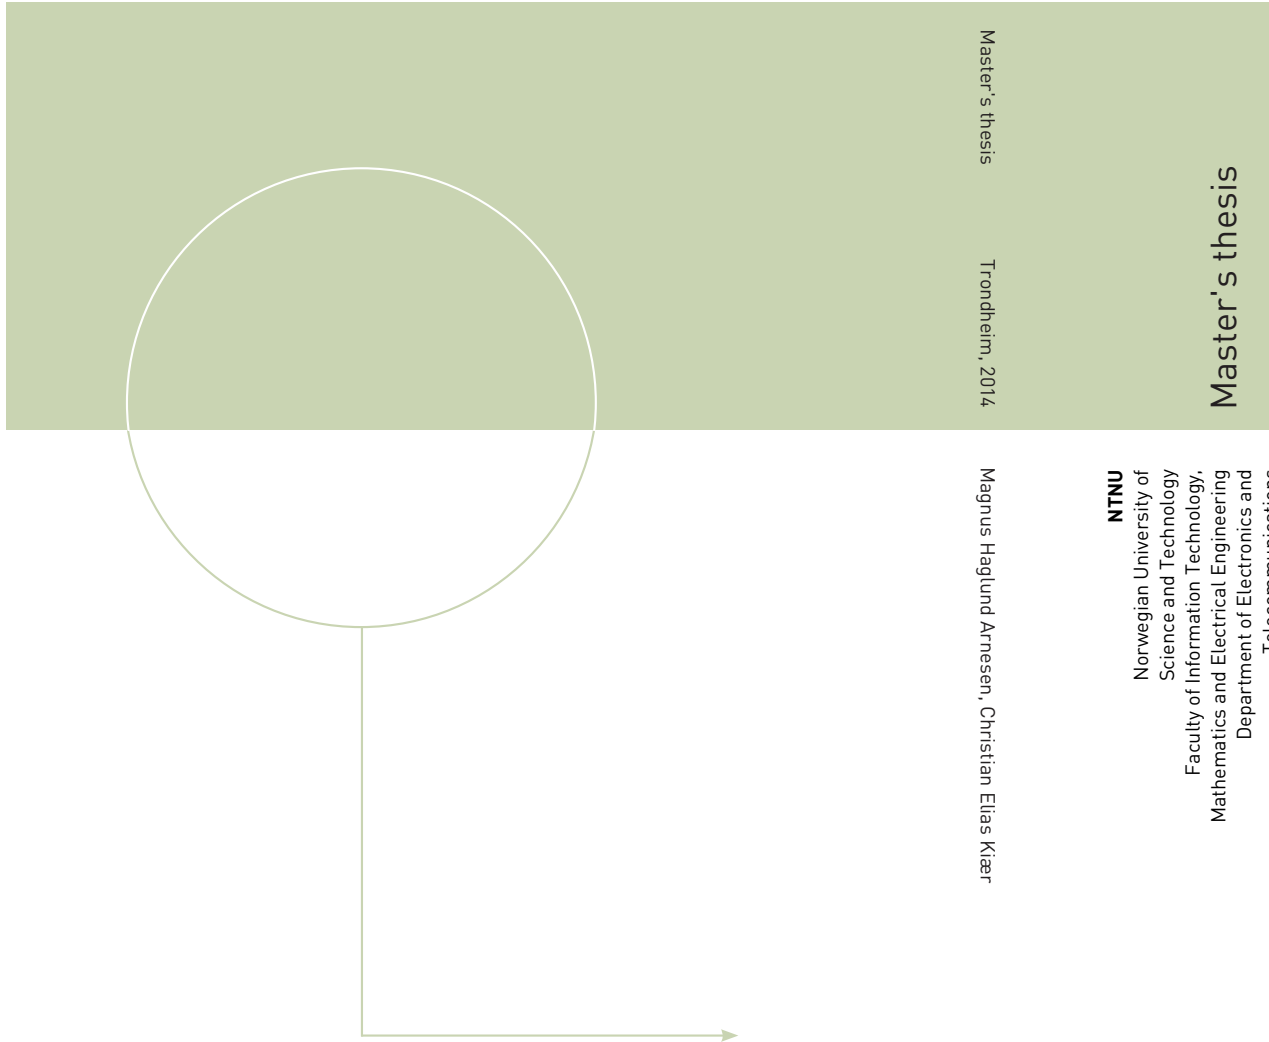 Master's thesis
Trondheim, 2014
Magnus Haglund Arnesen, Christian Elias Kiær
NTNU
Norwegian University of
Science and Technology
Faculty of Information Technology,
Mathematics and Electrical Engineering
Department of Electronics and
Master's thesis